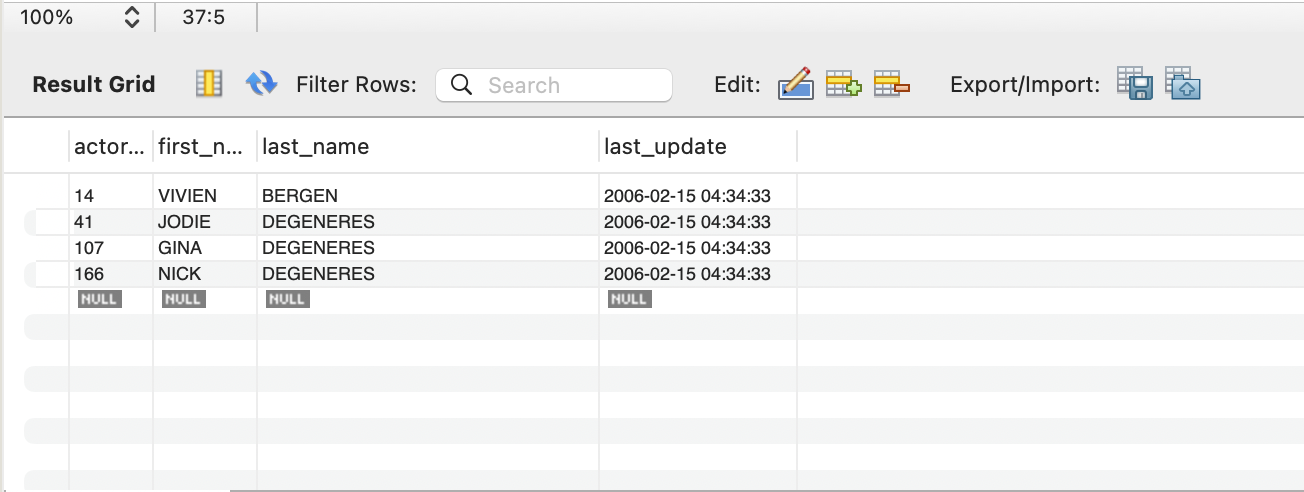 100% 37:5
Result Grid Filter Rows: Search Edit: Export/Import:
actor... first_n... last_name last_update
14 VIVIEN BERGEN 2006-02-15 04:34:33
41 JODIE DEGENERES 2006-02-15 04:34:33
107 GINA DEGENERES 2006-02-15 04:34:33
166 NICK DEGENERES 2006-02-15 04:34:33
NULL NULL NULL NULL